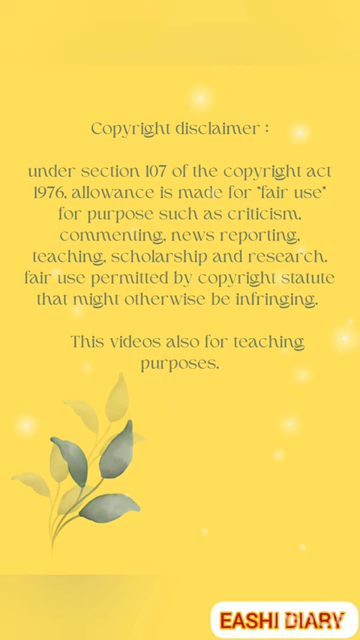 Copyright disclaimer :
under section 107 of the copyright act
1976, allowance is made for "fair use"
for purpose such as criticism,
commenting, news reporting,
teaching, scholarship and research.
fair use permitted by copyright statute
that might otherwise be infringing.
This videos also for teaching
purposes.
EASHI DIARY